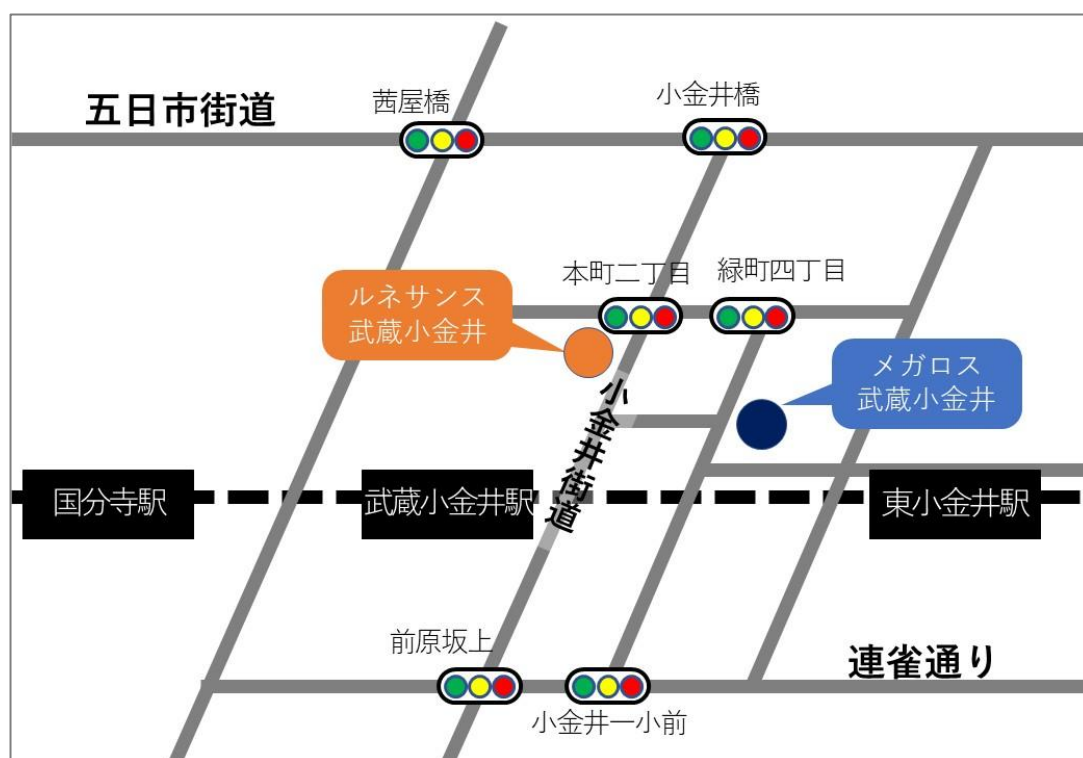 五日市街道
茜屋橋
小金井橋
本町二丁目
緑町四丁目
ルネサンス
武蔵小金井
メガロス
武蔵小金井
小金井街道
国分寺駅
武蔵小金井駅
東小金井駅
前原坂上
連雀通り
小金井一小前